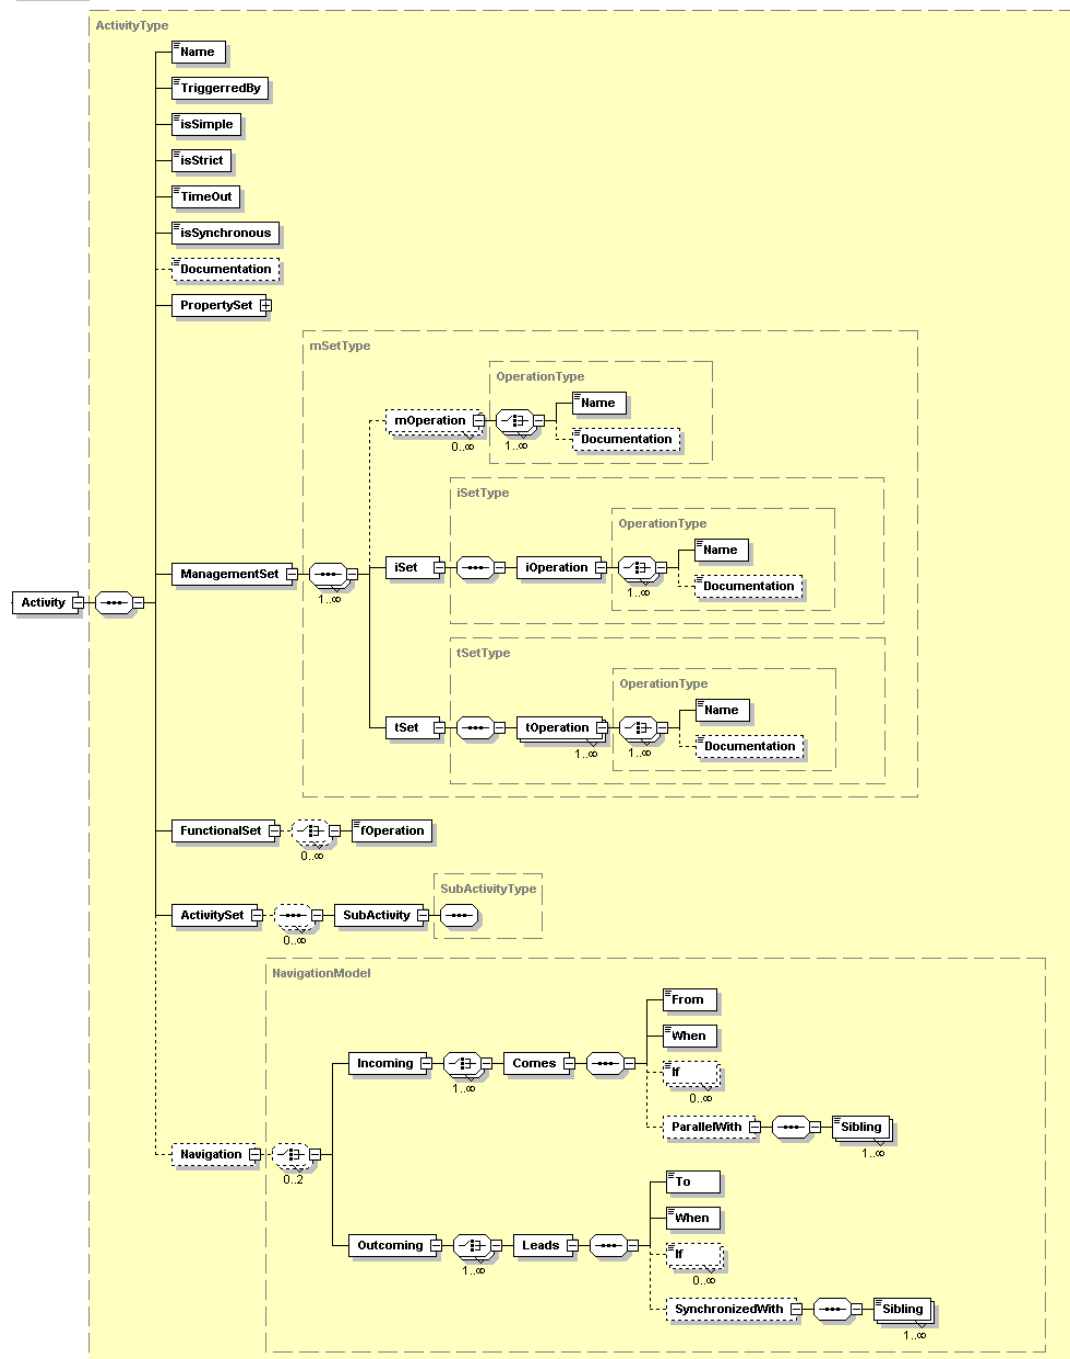 ActivityType
Name
TriggerredBy
isSimple
isStrict
TimeOut
isSynchronous
Documentation
PropertySet
mSetType
OperationType
Name
mOperation
0..∞
1..∞
Documentation
iSetType
OperationType
Name
ManagementSet
1..∞
iSet
iOperation
1..∞
Documentation
Activity
tSetType
OperationType
Name
tSet
tOperation
1..∞
1..∞
Documentation
FunctionalSet
0..∞
fOperation
SubActivityType
ActivitySet
0..∞
SubActivity
NavigationModel
From
When
Incoming
1..∞
Comes
If
0..∞
ParallelWith
Sibling
1..∞
Navigation
0..2
To
When
Outcoming
1..∞
Leads
If
0..∞
SynchronizedWith
Sibling
1..∞